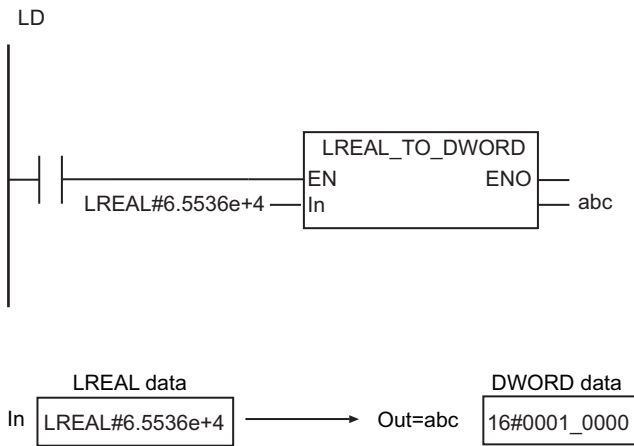 LD
LREAL_TO_DWORD
EN ENO
LREAL#6.5536e+4 In abc
LREAL data DWORD data
In LREAL#6.5536e+4 Out=abc 16#0001_0000